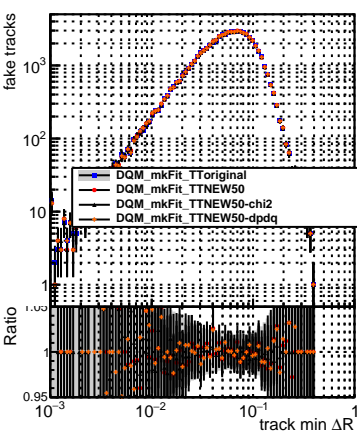 fake tracks
10³
10²
10
1
DQM_mkFit_TToriginal
DQM_mkFit_TTNEW50
DQM_mkFit_TTNEW50-chi2
DQM_mkFit_TTNEW50-dpdq
Ratio
1.05
1
0.95
10⁻³ 10⁻² 10⁻¹ 1
track min ΔR